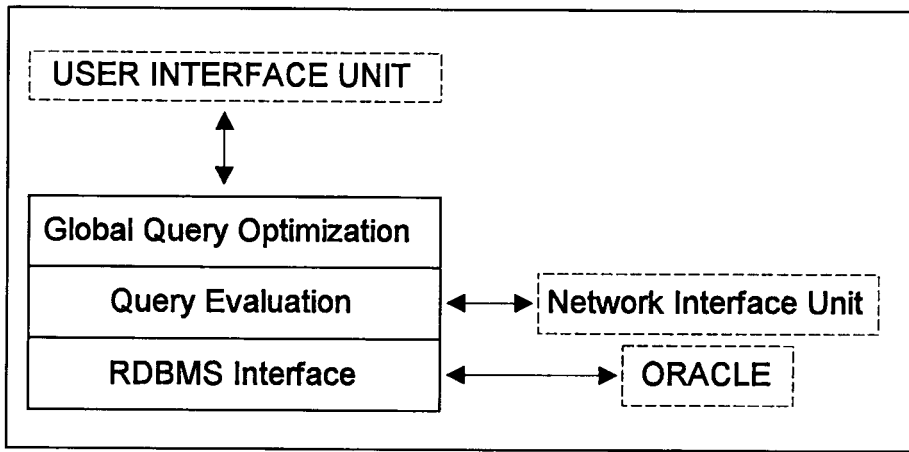 USER INTERFACE UNIT
Global Query Optimization
Query Evaluation
Network Interface Unit
RDBMS Interface
ORACLE